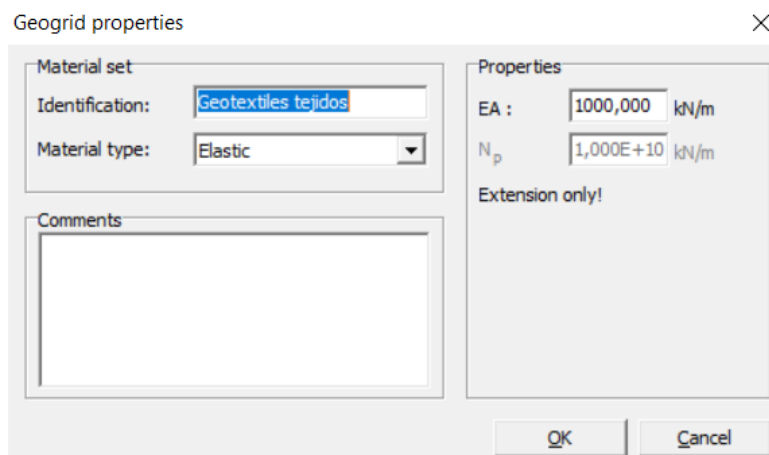 Geogrid properties
Material set
Identification: Geotextiles tejidos
Material type: Elastic
Comments
Properties
EA : 1000,000 kN/m
Np 1,000E+10 kN/m
Extension only!
OK Cancel